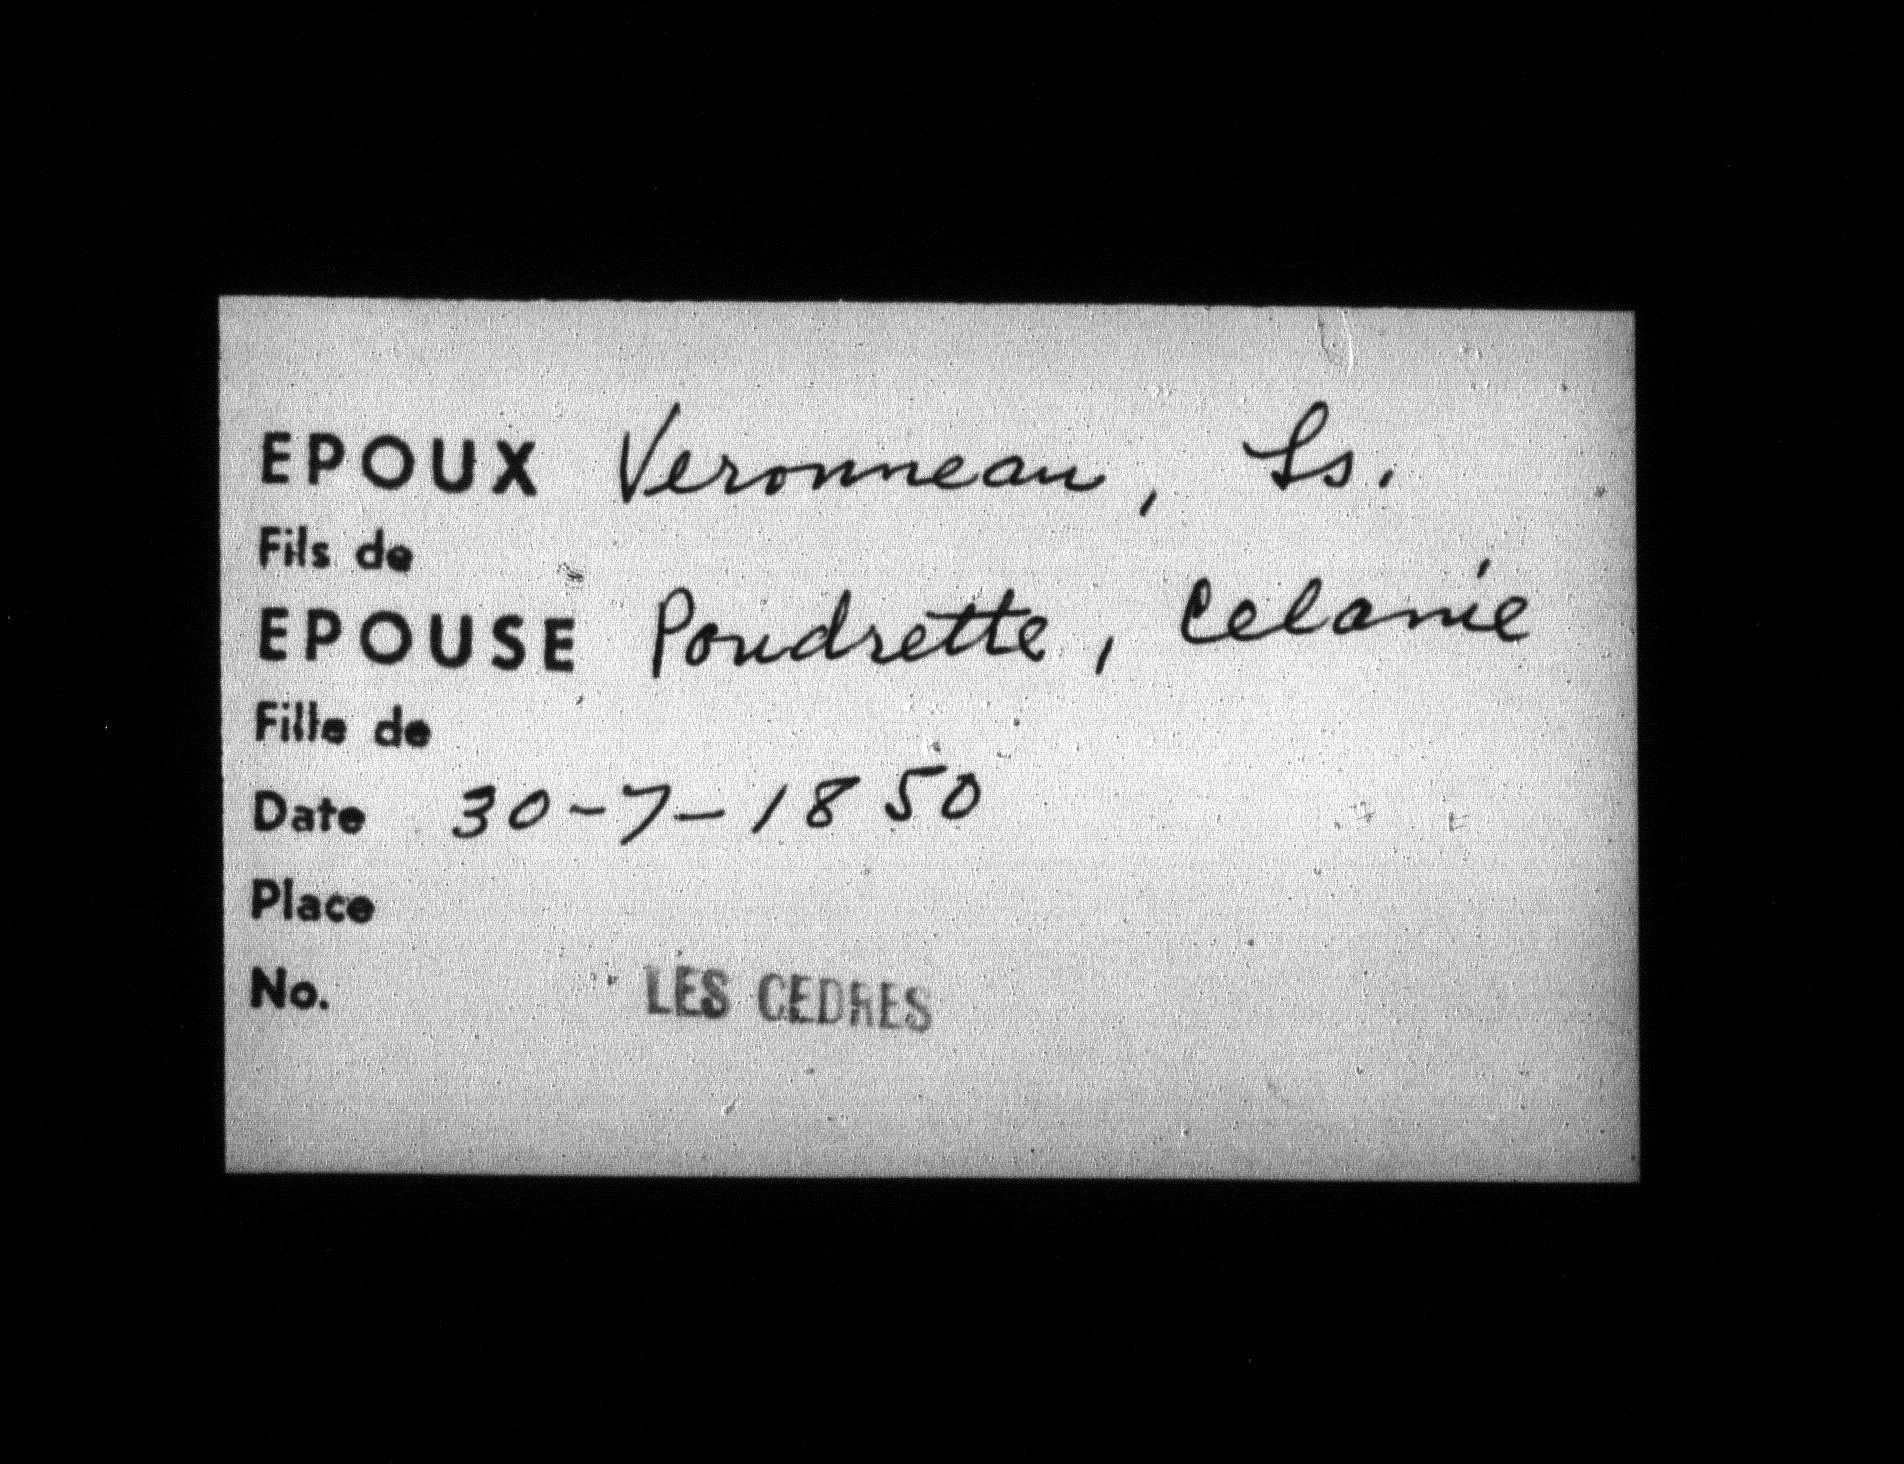 EPOUX Veronneau, Ls.
Fils de
EPOUSE Poudrette, Celanie
Fille de
Date 30-7-1850
Place
No. LES CEDRES